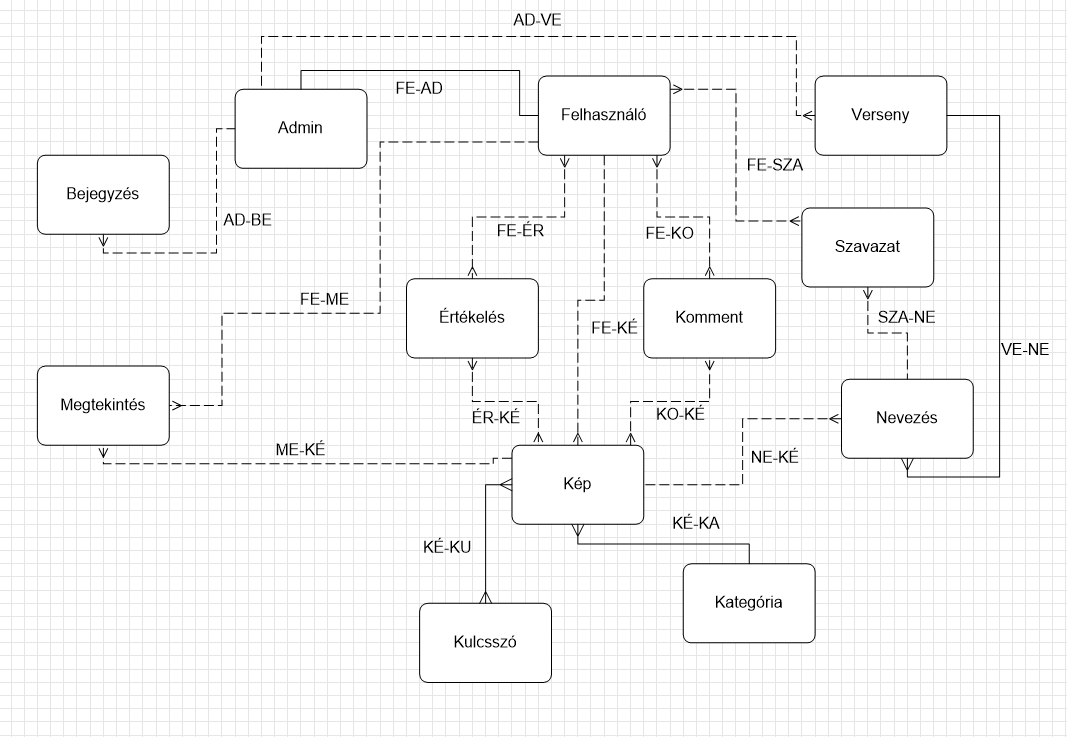 AD-VE
FE-AD
Admin
Felhasználó
Verseny
Bejegyzés
AD-BE
FE-SZA
FE-ÉR
FE-KO
Szavazat
FE-ME
Értékelés
FE-KÉ
Komment
SZA-NE
VE-NE
Megtekintés
ÉR-KÉ
KO-KÉ
Nevezés
ME-KÉ
NE-KÉ
Kép
KÉ-KA
KÉ-KU
Kategória
Kulcsszó